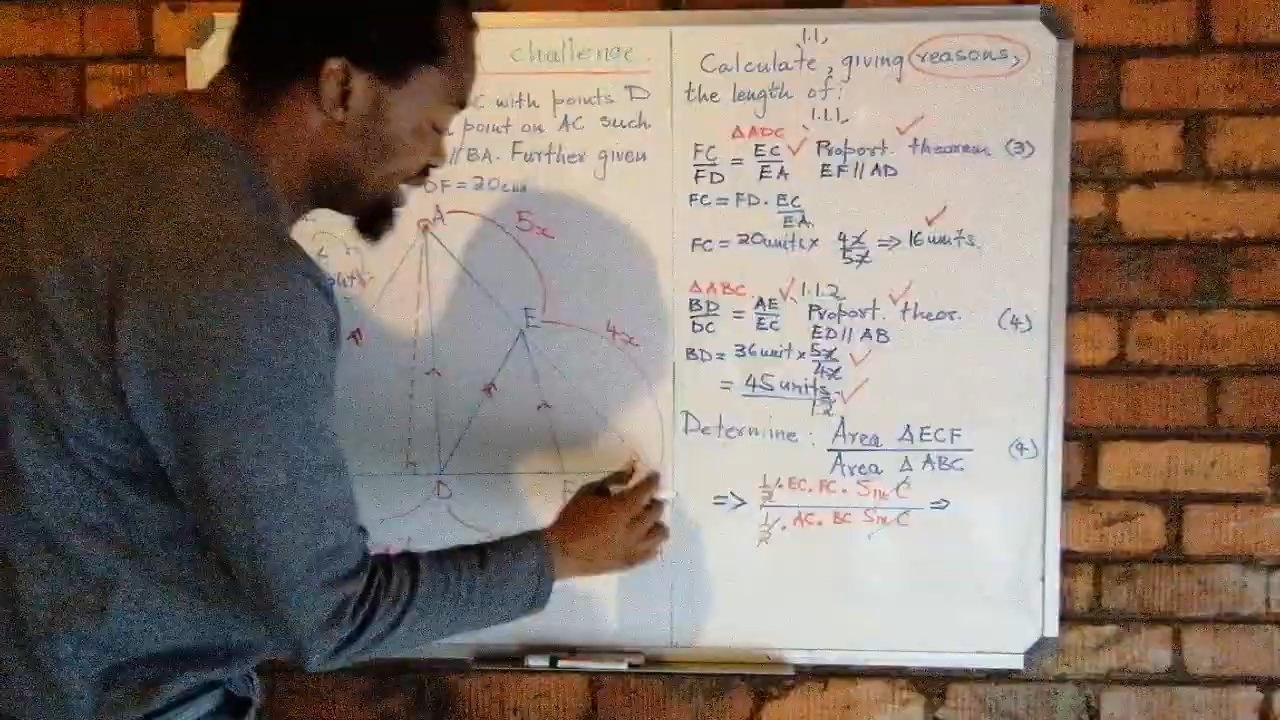 challenge.
C with points D
point on AC such
// BA. Further given
DF = 20cm
A
5x
E
4x
h
D
F
1.1.
Calculate, giving reasons,
the length of:
1.1.1.
ΔADC
FC/FD = EC/EA Proport. theorem (3)
EF // AD
FC = FD . EC/EA.
FC = 20units × 4x/5x => 16 units.
ΔABC 1.1.2
BD/DC = AE/EC Proport. theor. (4)
ED // AB
BD = 36unit × 5x/4x
= 45units
1.2
Determine: Area ΔECF / Area ΔABC (4)
=> 1/2 . EC. FC. Sin C / 1/2 . AC. BC Sin C =>